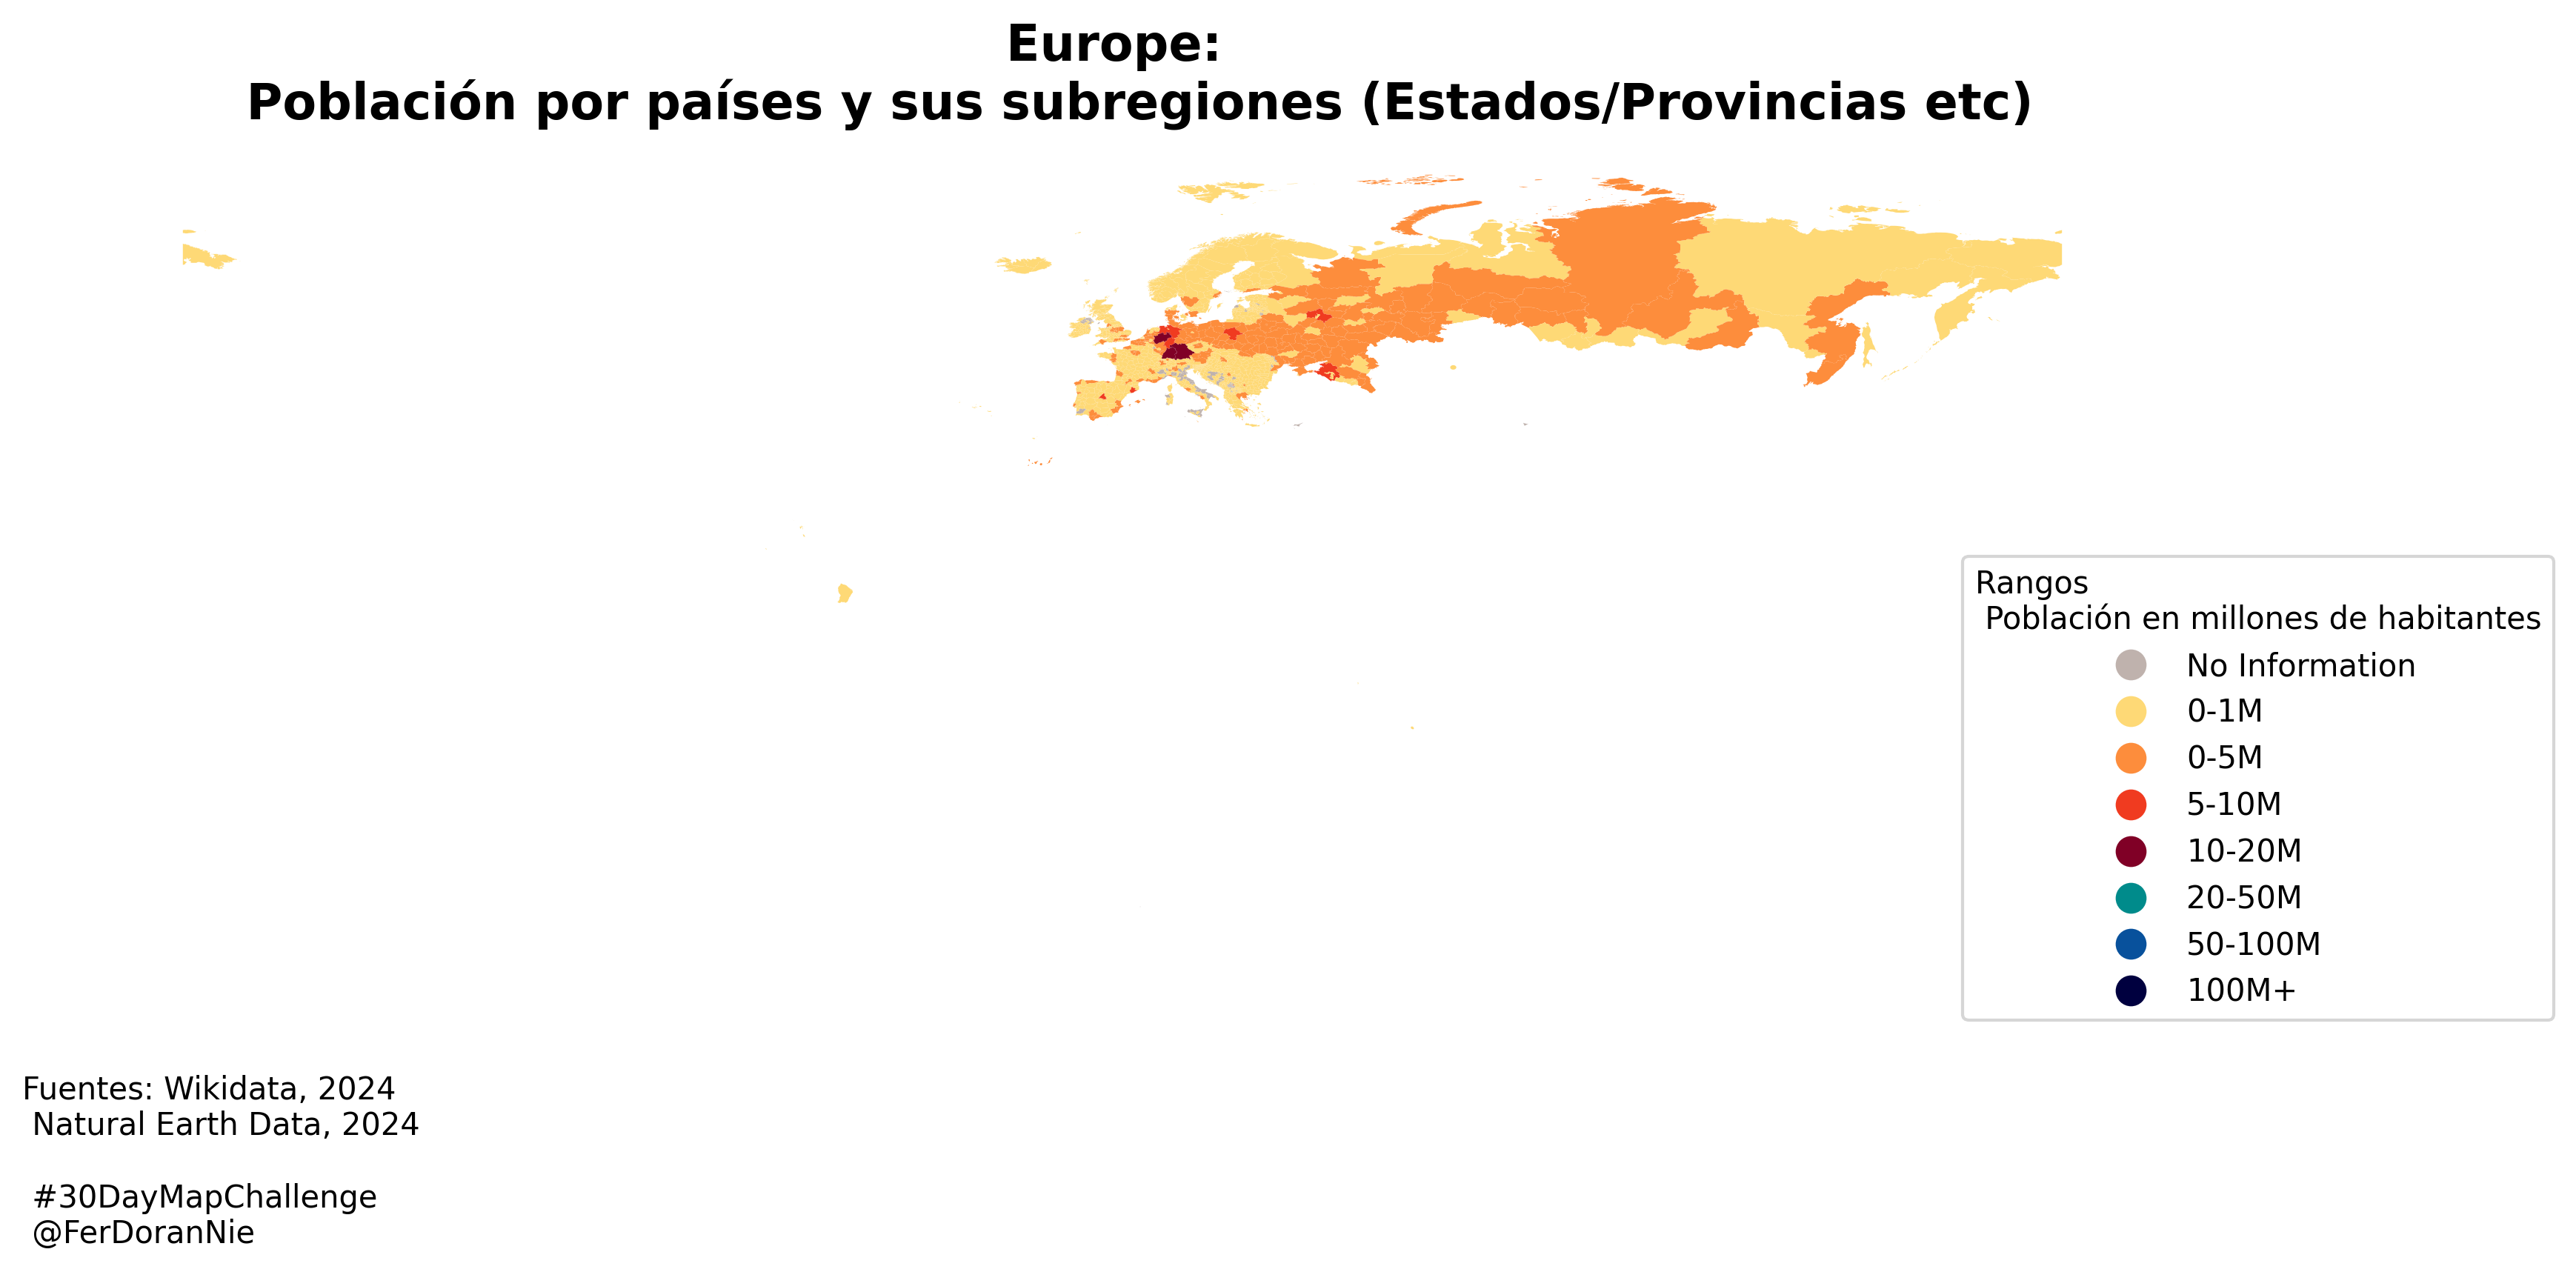 Europe:
Población por países y sus subregiones (Estados/Provincias etc)
Rangos
Población en millones de habitantes
No Information
0-1M
0-5M
5-10M
10-20M
20-50M
50-100M
100M+
Fuentes: Wikidata, 2024
Natural Earth Data, 2024
#30DayMapChallenge
@FerDoranNie